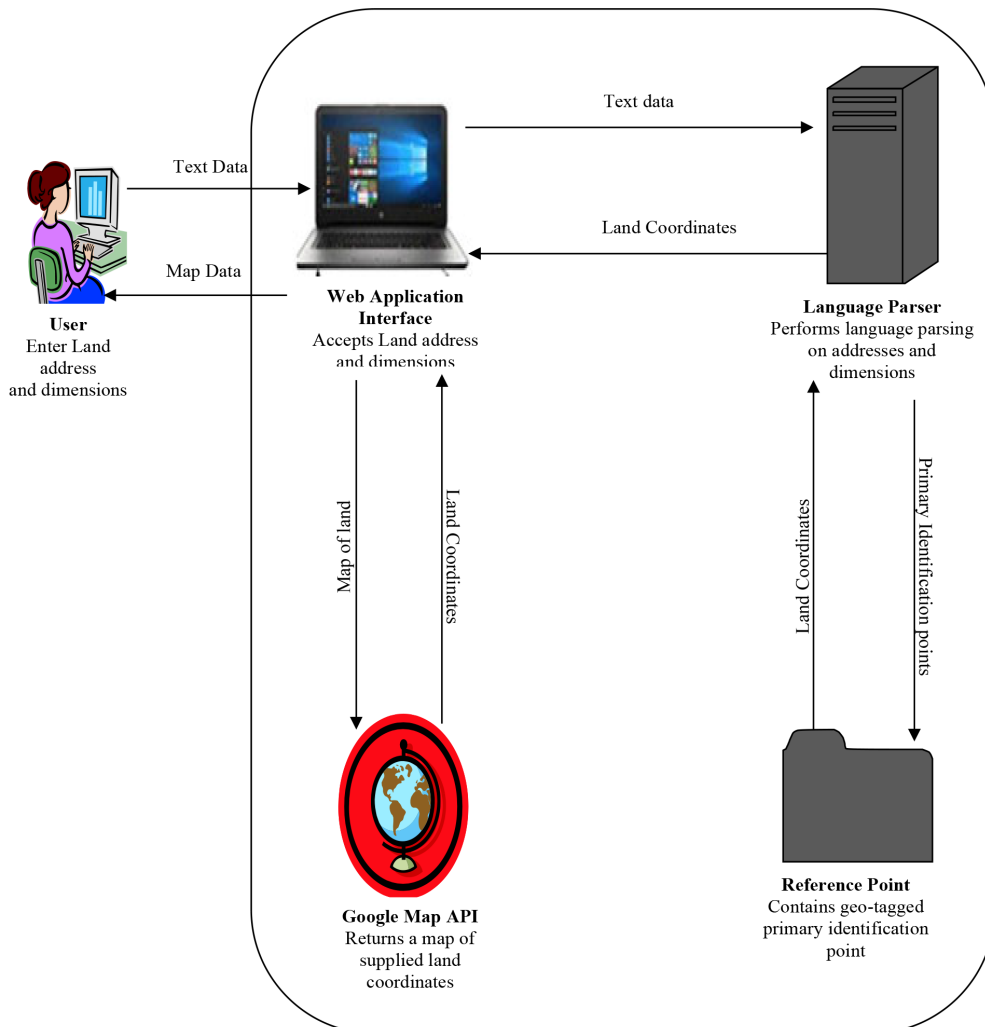 Text data
Text Data
Land Coordinates
Map Data
User
Enter Land
address
and dimensions
Web Application
Interface
Accepts Land address
and dimensions
Language Parser
Performs language parsing
on addresses and
dimensions
Map of land
Land Coordinates
Land Coordinates
Primary Identification points
Google Map API
Returns a map of
supplied land
coordinates
Reference Point
Contains geo-tagged
primary identification
point